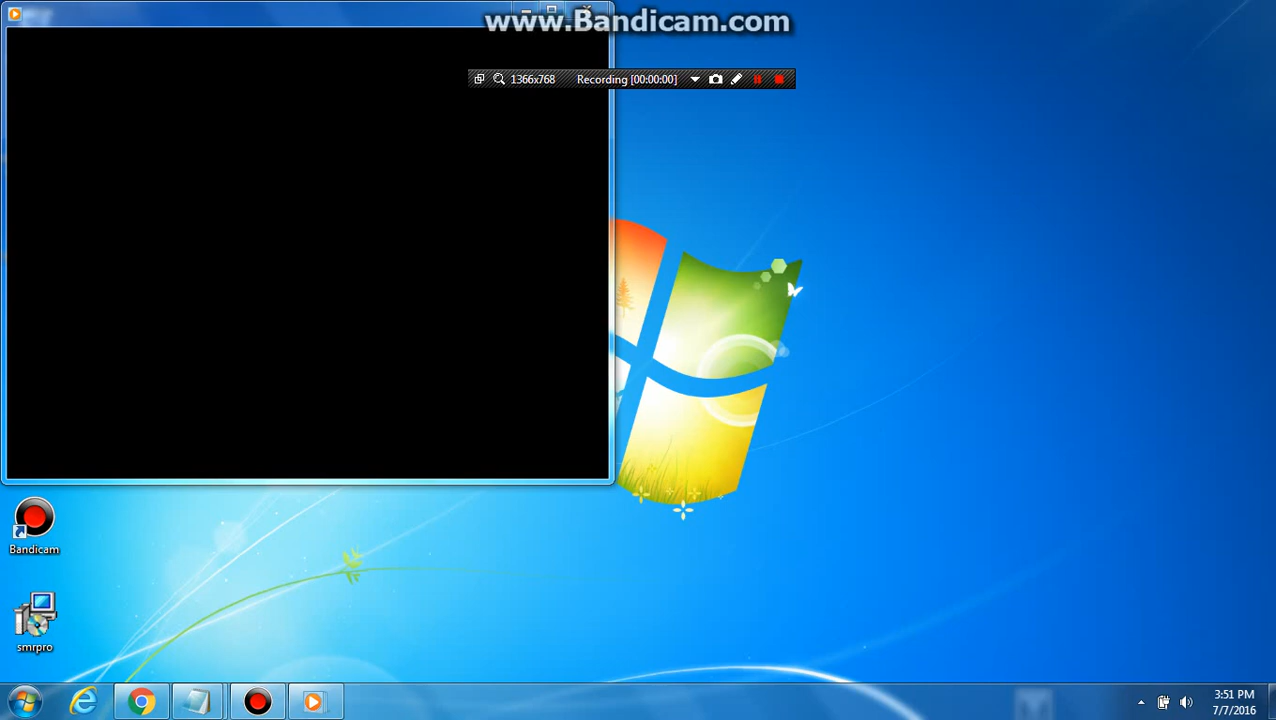 www.Bandicam.com
1366x768 Recording [00:00:00]
Bandicam
smrpro
3:51 PM
7/7/2016